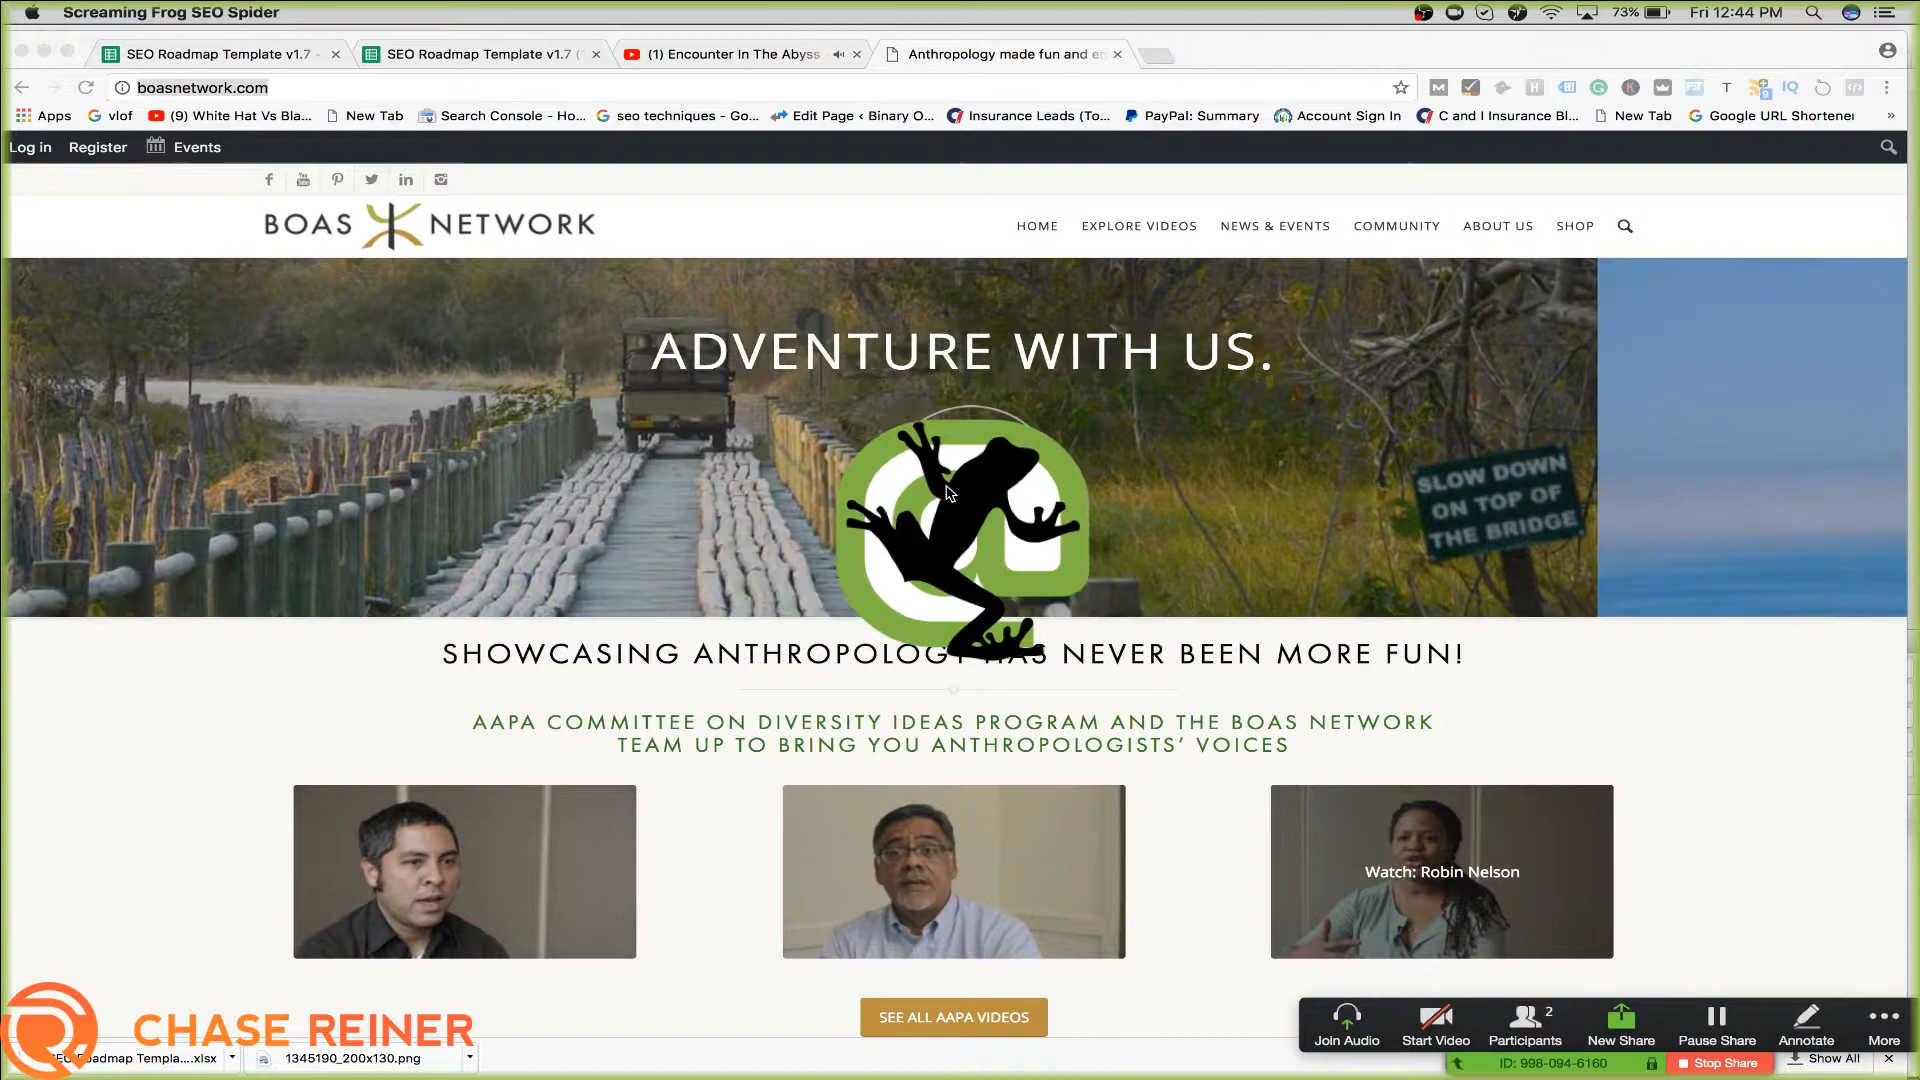 Screaming Frog SEO Spider
73%
Fri 12:44 PM
SEO Roadmap Template v1.7 -
SEO Roadmap Template v1.7 (
(1) Encounter In The Abyss
Anthropology made fun and en
boasnetwork.com
Apps
vlof
(9) White Hat Vs Bla...
New Tab
Search Console - Ho...
seo techniques - Go...
Edit Page ‹ Binary O...
Insurance Leads (To...
PayPal: Summary
Account Sign In
C and I Insurance Bl...
New Tab
Google URL Shortener
»
Log in
Register
Events
BOAS NETWORK
HOME
EXPLORE VIDEOS
NEWS & EVENTS
COMMUNITY
ABOUT US
SHOP
ADVENTURE WITH US.
SLOW DOWN
ON TOP OF
THE BRIDGE
SHOWCASING ANTHROPOLOGY HAS NEVER BEEN MORE FUN!
AAPA COMMITTEE ON DIVERSITY IDEAS PROGRAM AND THE BOAS NETWORK
TEAM UP TO BRING YOU ANTHROPOLOGISTS' VOICES
Watch: Robin Nelson
SEE ALL AAPA VIDEOS
CHASE REINER
SEO Roadmap Templa....xlsx
1345190_200x130.png
Join Audio
Start Video
2
Participants
New Share
Pause Share
Annotate
More
ID: 998-094-6160
Stop Share
Show All